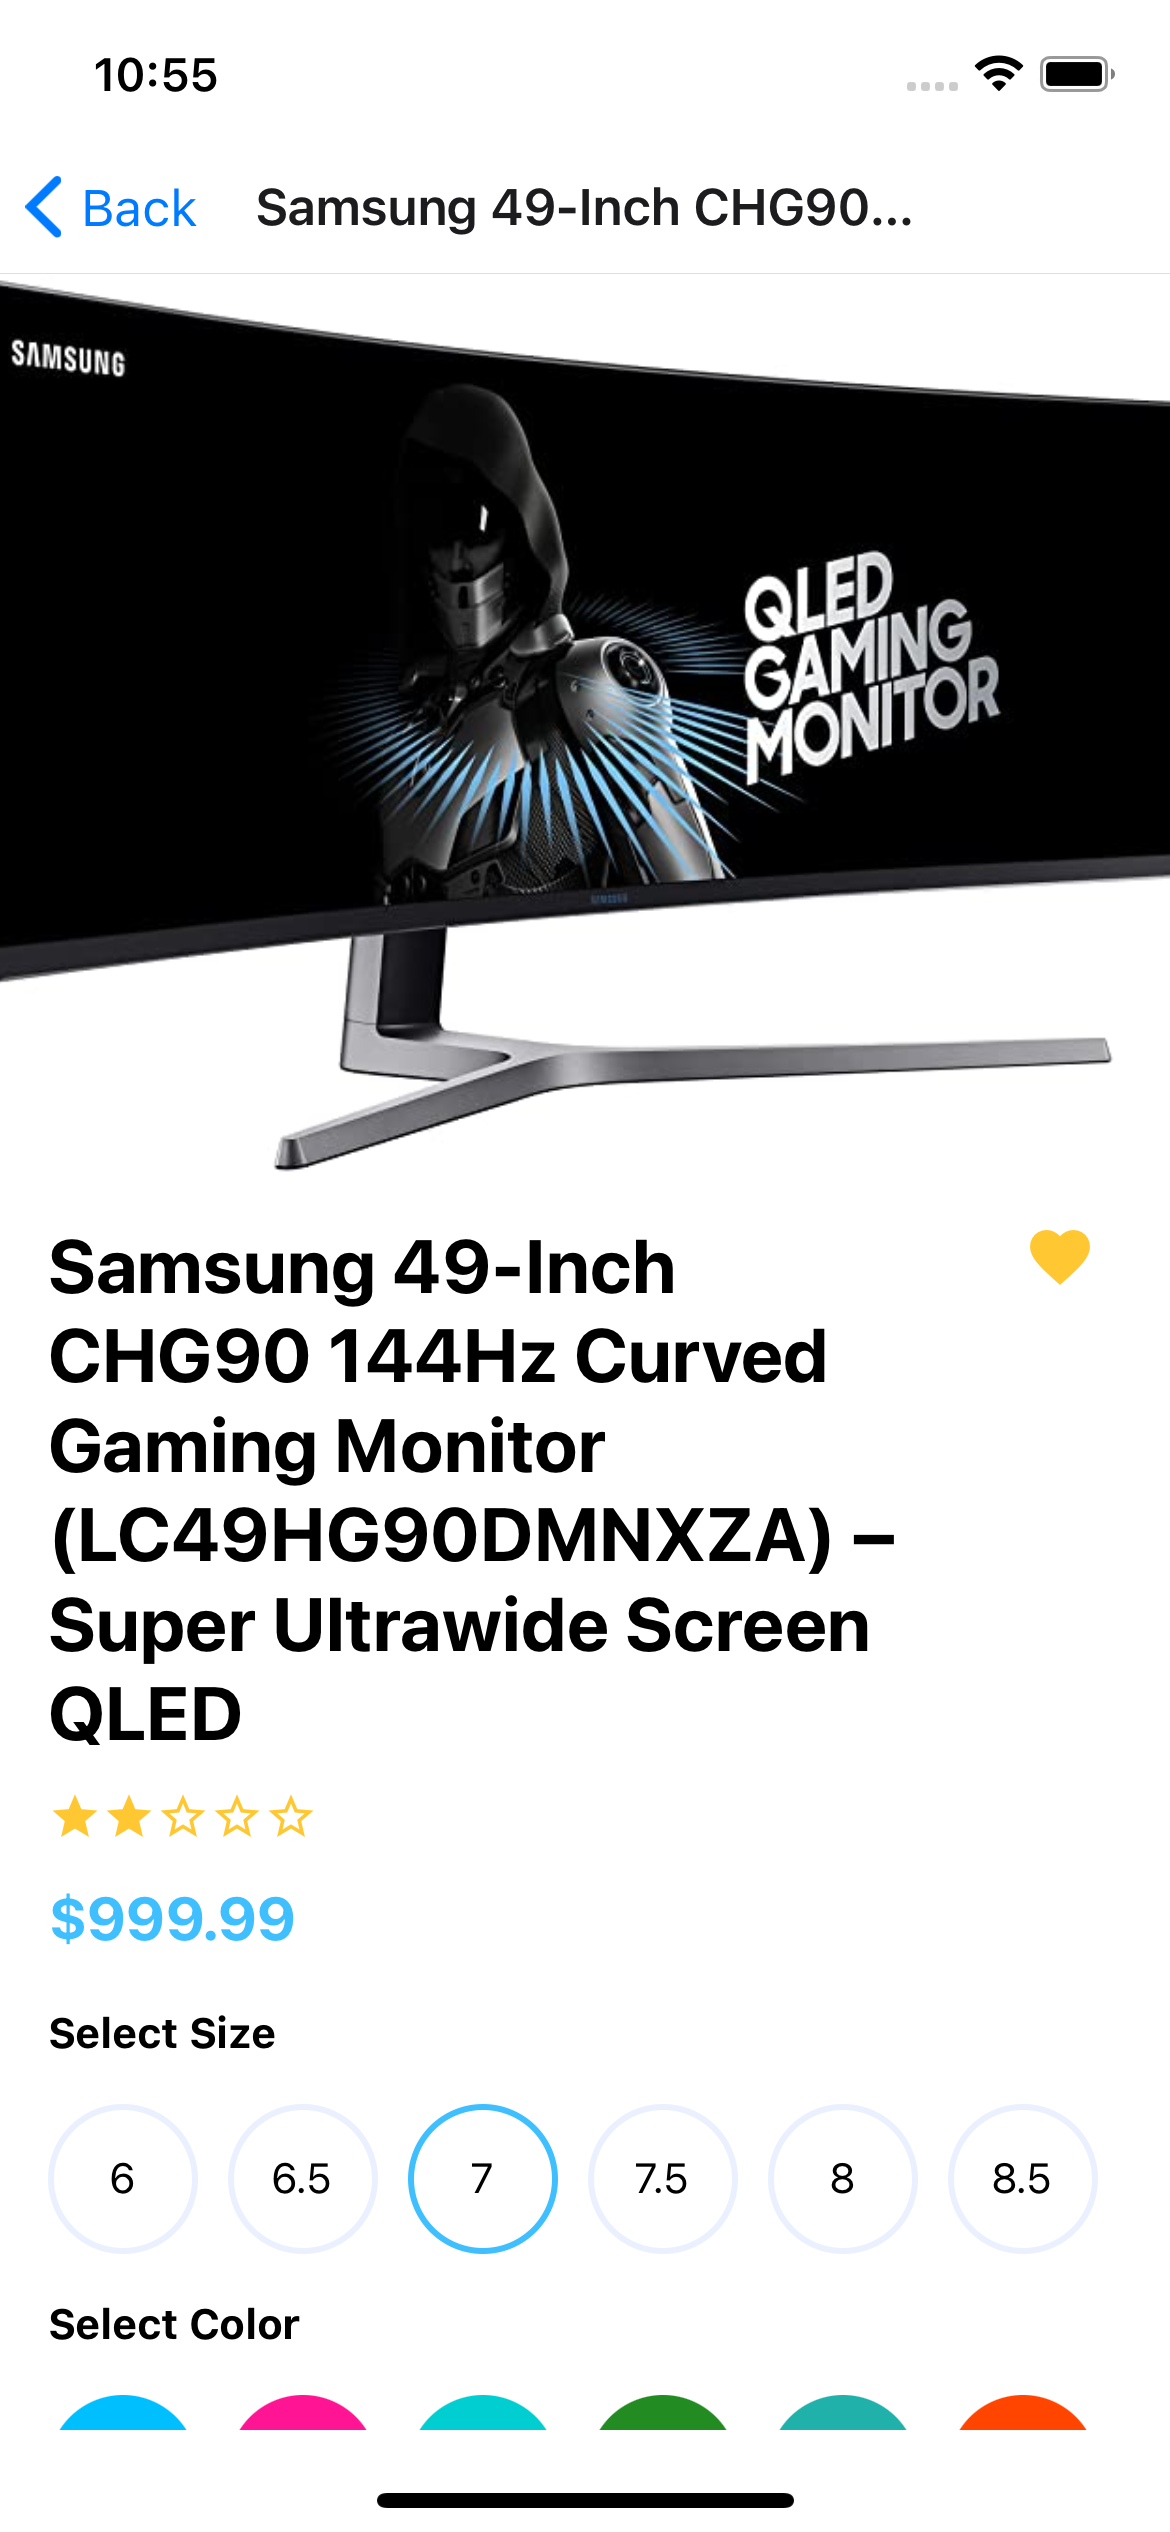 10:55
Back
Samsung 49-Inch CHG90...
SAMSUNG
QLED
GAMING
MONITOR
SAMSUNG
Samsung 49-Inch
CHG90 144Hz Curved
Gaming Monitor
(LC49HG90DMNXZA) –
Super Ultrawide Screen
QLED
$999.99
Select Size
6 6.5 7 7.5 8 8.5
Select Color